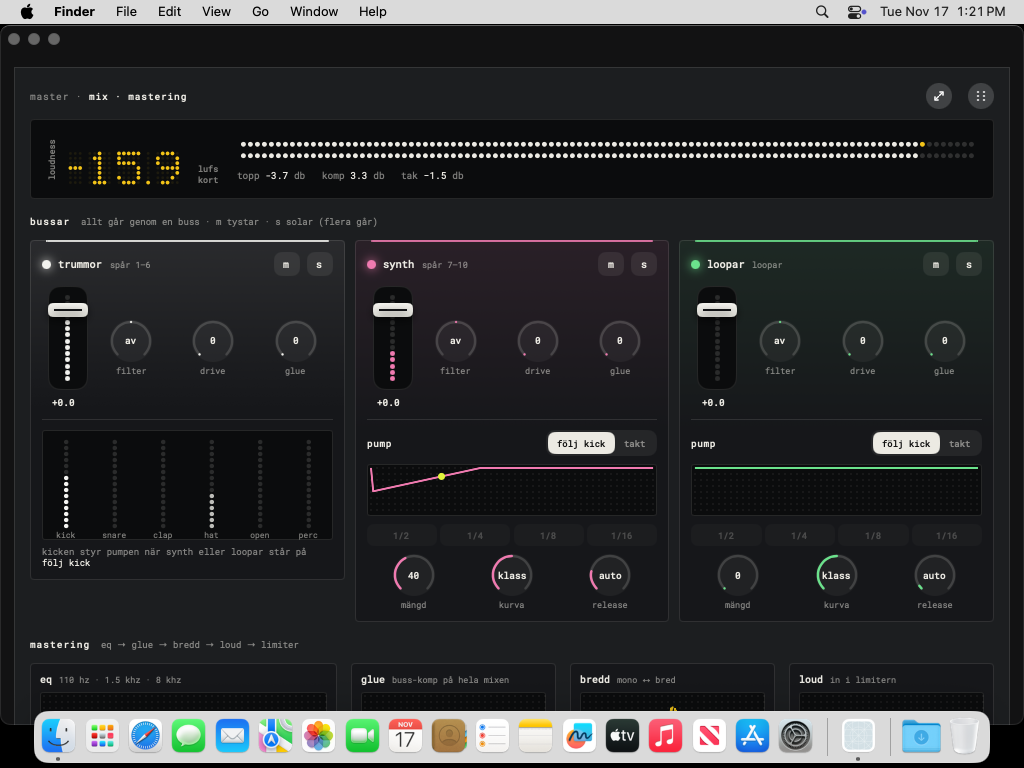 Finder File Edit View Go Window Help Tue Nov 17 1:21 PM
master · mix · mastering
loudness
-15.9
lufs
kort
topp -3.7 db komp 3.3 db tak -1.5 db
bussar allt går genom en buss · m tystar · s solar (flera går)
trummor spår 1–6 m s
av 0 0
filter drive glue
+0.0
kick snare clap hat open perc
kicken styr pumpen när synth eller loopar står på
följ kick
synth spår 7–10 m s
av 0 0
filter drive glue
+0.0
pump följ kick takt
1/2 1/4 1/8 1/16
40 klass auto
mängd kurva release
loopar loopar m s
av 0 0
filter drive glue
+0.0
pump följ kick takt
1/2 1/4 1/8 1/16
0 klass auto
mängd kurva release
mastering eq → glue → bredd → loud → limiter
eq 110 hz · 1.5 khz · 8 khz
glue buss-komp på hela mixen
bredd mono ↔ bred
loud in i limitern
NOV
17
tv